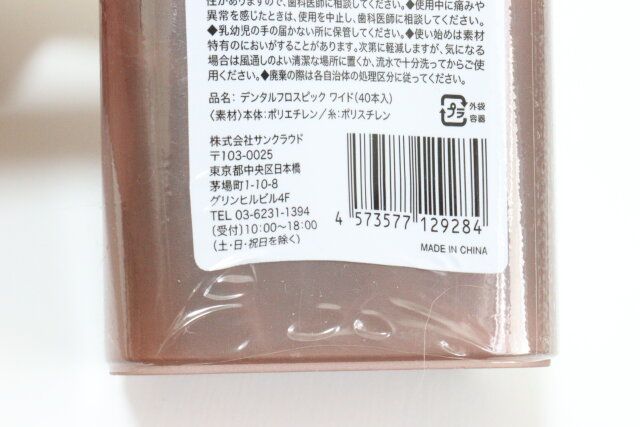 性がありますので、歯科医師に相談してください。◆使用中に痛みや
異常を感じたときは、使用を中止し、歯科医師に相談してください。
◆乳幼児の手の届かない所に保管してください。◆使い始めは素材
特有のにおいがすることがあります。次第に軽減しますが、気になる
場合は風通しのよい清潔な場所に置くか、流水で十分洗ってからご使
用ください。◆廃棄の際は各自治体の処理区分に従ってください。
品名:デンタルフロスピック ワイド(40本入)
〈素材〉本体:ポリエチレン/糸:ポリスチレン
プラ
外袋
容器
株式会社サンクラウド
〒103-0025
東京都中央区日本橋
茅場町1-10-8
グリンヒルビル4F
TEL 03-6231-1394
(受付)10:00〜18:00
(土・日・祝日を除く)
4 573577 129284
MADE IN CHINA